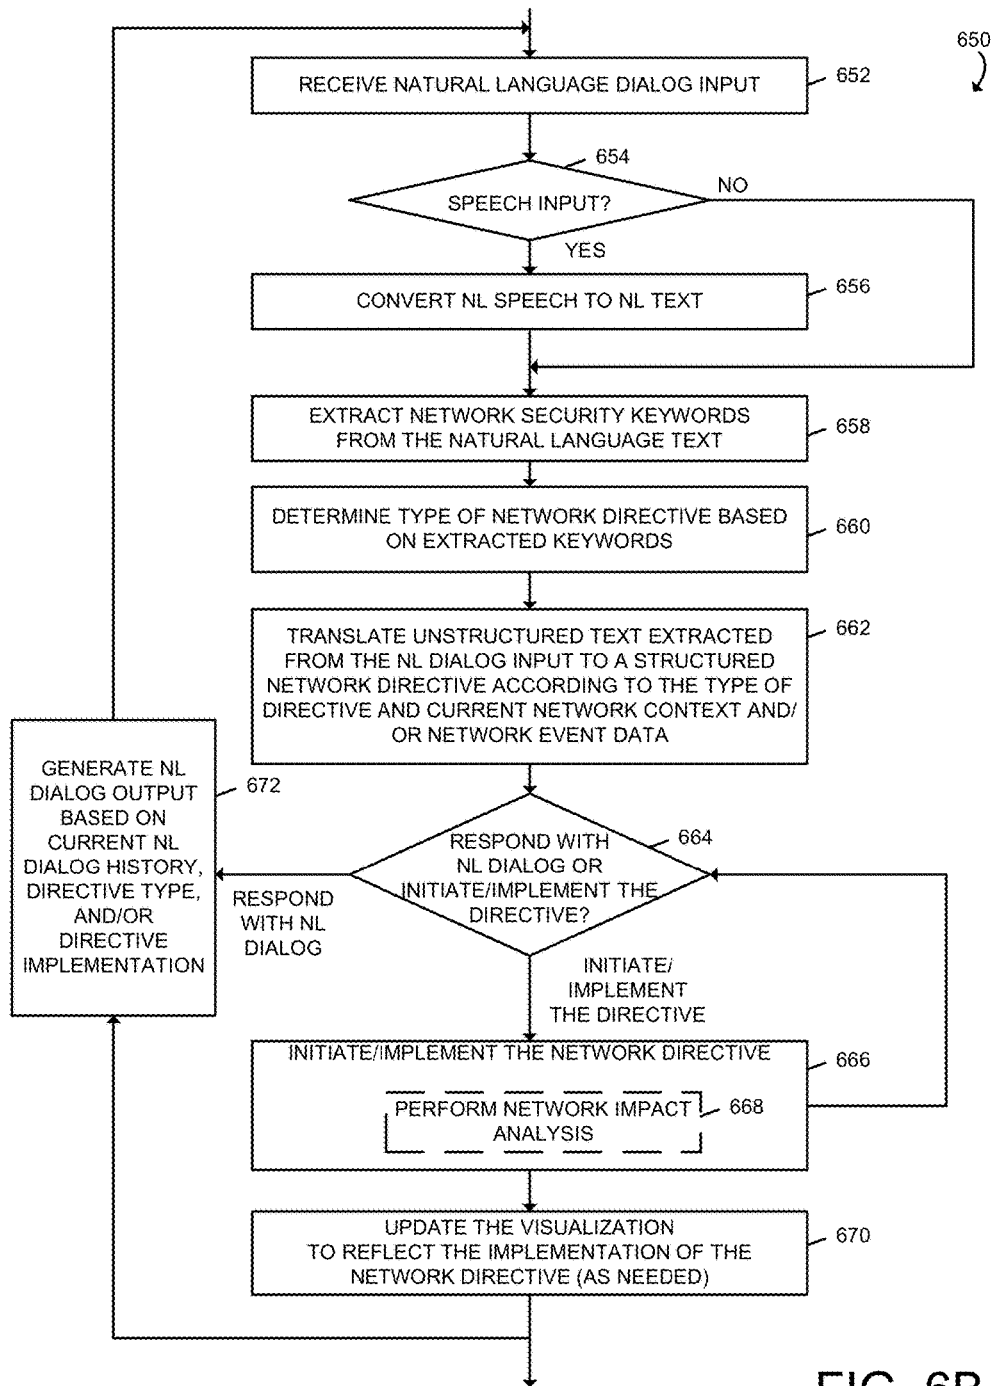 650
RECEIVE NATURAL LANGUAGE DIALOG INPUT
652
654
SPEECH INPUT?
NO
YES
CONVERT NL SPEECH TO NL TEXT
656
EXTRACT NETWORK SECURITY KEYWORDS
FROM THE NATURAL LANGUAGE TEXT
658
DETERMINE TYPE OF NETWORK DIRECTIVE BASED
ON EXTRACTED KEYWORDS
660
TRANSLATE UNSTRUCTURED TEXT EXTRACTED
FROM THE NL DIALOG INPUT TO A STRUCTURED
NETWORK DIRECTIVE ACCORDING TO THE TYPE OF
DIRECTIVE AND CURRENT NETWORK CONTEXT AND/
OR NETWORK EVENT DATA
662
GENERATE NL
DIALOG OUTPUT
BASED ON
CURRENT NL
DIALOG HISTORY,
DIRECTIVE TYPE,
AND/OR
DIRECTIVE
IMPLEMENTATION
672
RESPOND WITH
NL DIALOG OR
INITIATE/IMPLEMENT THE
DIRECTIVE?
664
RESPOND
WITH NL
DIALOG
INITIATE/
IMPLEMENT
THE DIRECTIVE
INITIATE/IMPLEMENT THE NETWORK DIRECTIVE
666
PERFORM NETWORK IMPACT
ANALYSIS
668
UPDATE THE VISUALIZATION
TO REFLECT THE IMPLEMENTATION OF THE
NETWORK DIRECTIVE (AS NEEDED)
670
FIG. 6B